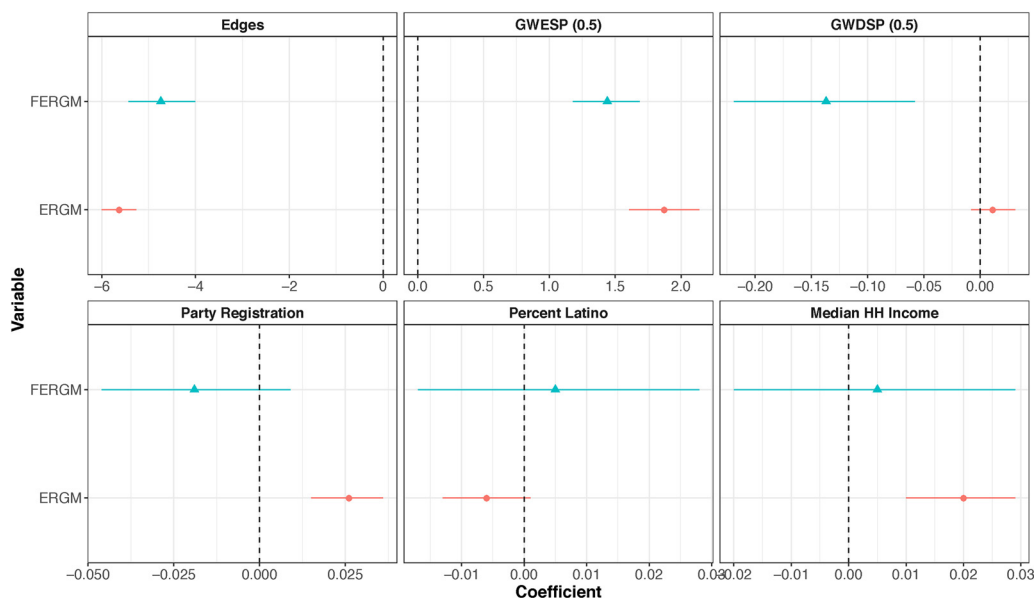 Edges GWESP (0.5) GWDSP (0.5)
FERGM
ERGM
−6 −4 −2 0 0.0 0.5 1.0 1.5 2.0 −0.20 −0.15 −0.10 −0.05 0.00
Variable
Party Registration Percent Latino Median HH Income
FERGM
ERGM
−0.050 −0.025 0.000 0.025 −0.01 0.00 0.01 0.02 0.03 −0.02 −0.01 0.00 0.01 0.02 0.03
Coefficient